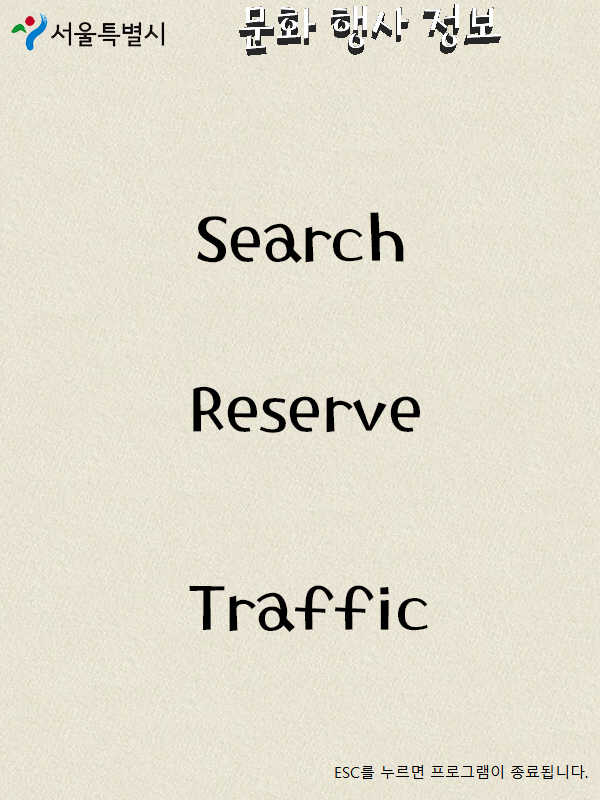 서울특별시
문화 행사 정보
Search
Reserve
Traffic
ESC를 누르면 프로그램이 종료됩니다.